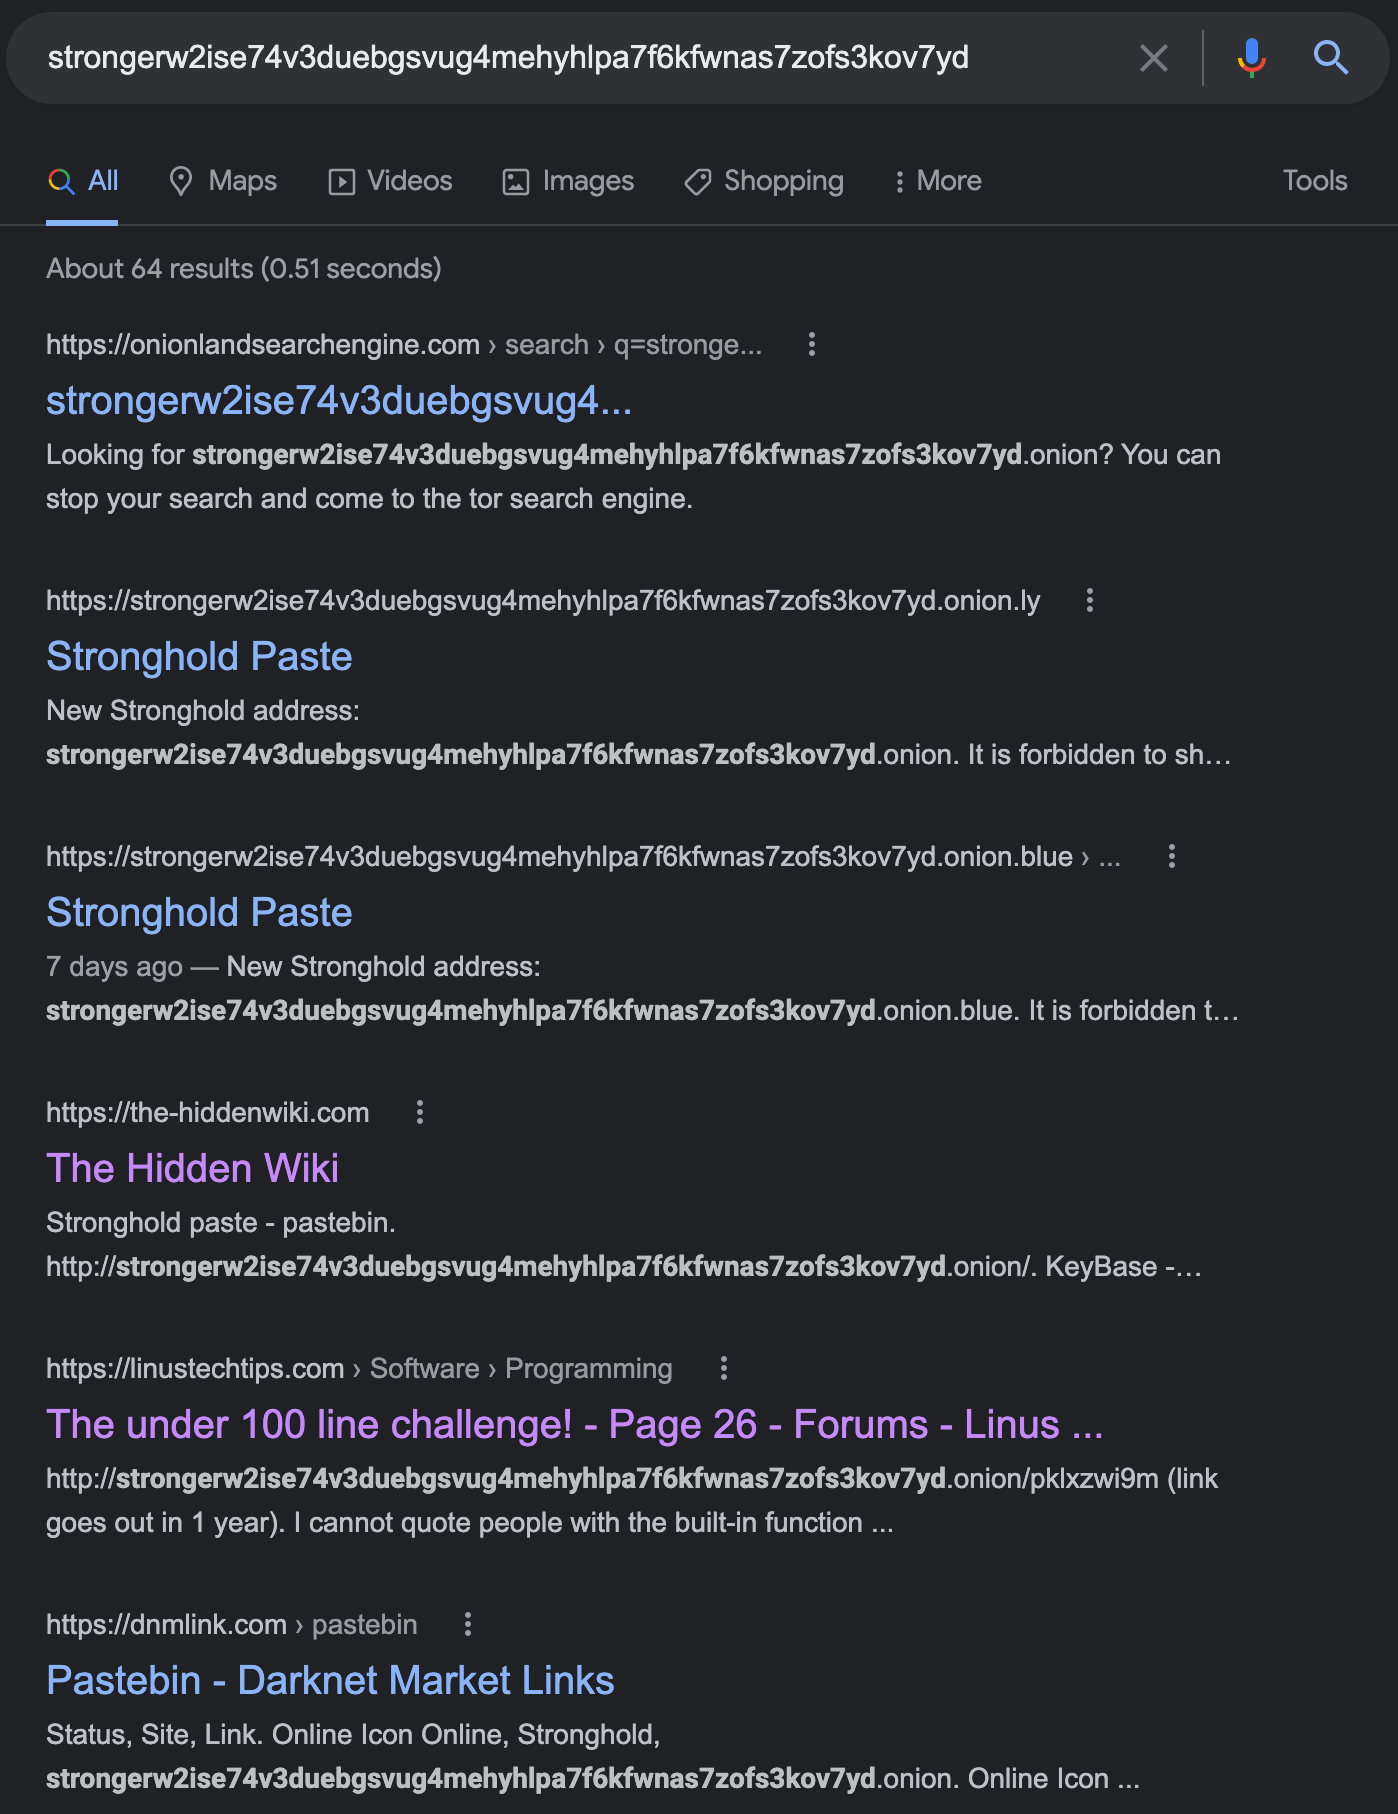 strongerw2ise74v3duebgsvug4mehyhlpa7f6kfwnas7zofs3kov7yd
All Maps Videos Images Shopping More Tools
About 64 results (0.51 seconds)
https://onionlandsearchengine.com › search › q=stronge...
strongerw2ise74v3duebgsvug4...
Looking for strongerw2ise74v3duebgsvug4mehyhlpa7f6kfwnas7zofs3kov7yd.onion? You can
stop your search and come to the tor search engine.
https://strongerw2ise74v3duebgsvug4mehyhlpa7f6kfwnas7zofs3kov7yd.onion.ly
Stronghold Paste
New Stronghold address:
strongerw2ise74v3duebgsvug4mehyhlpa7f6kfwnas7zofs3kov7yd.onion. It is forbidden to sh...
https://strongerw2ise74v3duebgsvug4mehyhlpa7f6kfwnas7zofs3kov7yd.onion.blue › ...
Stronghold Paste
7 days ago — New Stronghold address:
strongerw2ise74v3duebgsvug4mehyhlpa7f6kfwnas7zofs3kov7yd.onion.blue. It is forbidden t...
https://the-hiddenwiki.com
The Hidden Wiki
Stronghold paste - pastebin.
http://strongerw2ise74v3duebgsvug4mehyhlpa7f6kfwnas7zofs3kov7yd.onion/. KeyBase -...
https://linustechtips.com › Software › Programming
The under 100 line challenge! - Page 26 - Forums - Linus ...
http://strongerw2ise74v3duebgsvug4mehyhlpa7f6kfwnas7zofs3kov7yd.onion/pklxzwi9m (link
goes out in 1 year). I cannot quote people with the built-in function ...
https://dnmlink.com › pastebin
Pastebin - Darknet Market Links
Status, Site, Link. Online Icon Online, Stronghold,
strongerw2ise74v3duebgsvug4mehyhlpa7f6kfwnas7zofs3kov7yd.onion. Online Icon ...